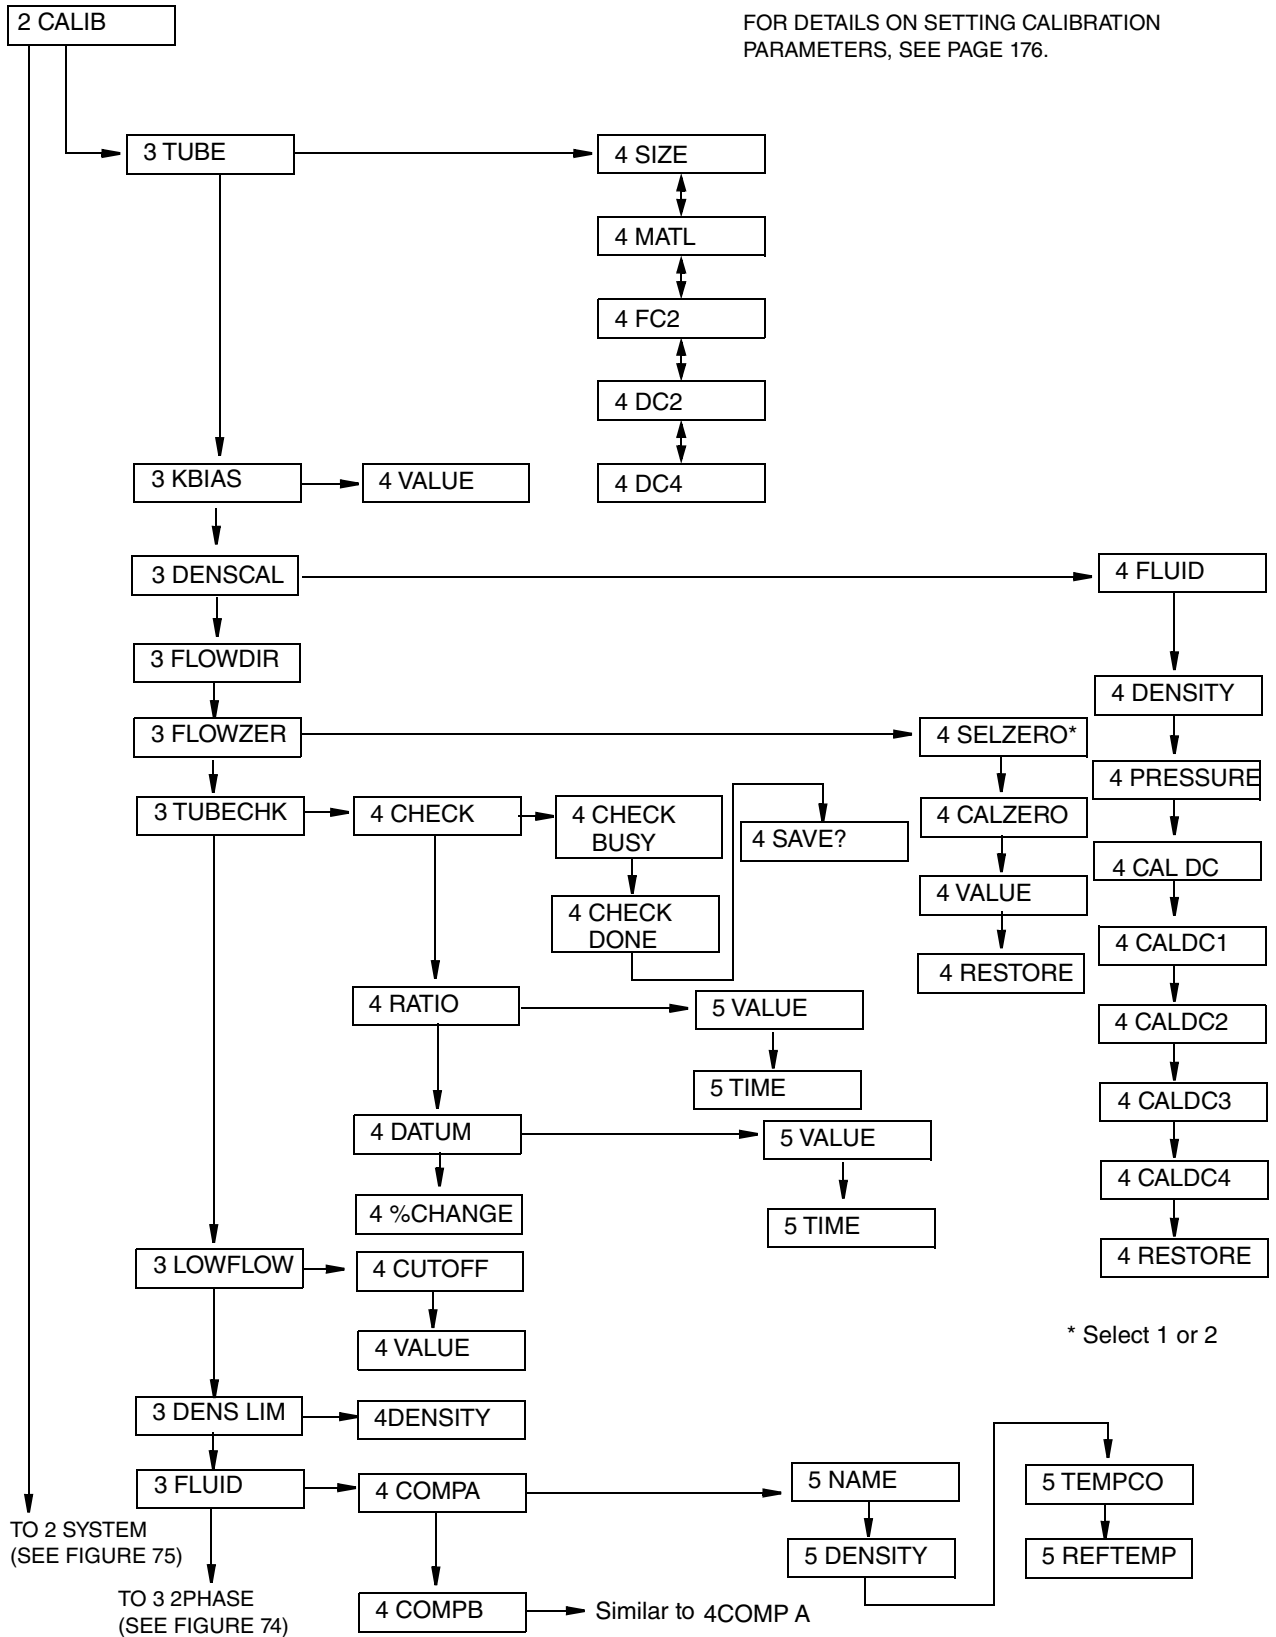 2 CALIB
FOR DETAILS ON SETTING CALIBRATION
PARAMETERS, SEE PAGE 176.
3 TUBE
4 SIZE
4 MATL
4 FC2
4 DC2
4 DC4
3 KBIAS
4 VALUE
3 DENSCAL
4 FLUID
3 FLOWDIR
4 DENSITY
3 FLOWZER
4 SELZERO*
4 PRESSURE
3 TUBECHK
4 CHECK
4 CHECK
BUSY
4 SAVE?
4 CALZERO
4 CAL DC
4 VALUE
4 CHECK
DONE
4 CALDC1
4 RESTORE
4 RATIO
5 VALUE
4 CALDC2
5 TIME
4 CALDC3
4 DATUM
5 VALUE
4 CALDC4
4 %CHANGE
5 TIME
4 RESTORE
3 LOWFLOW
4 CUTOFF
4 VALUE
* Select 1 or 2
3 DENS LIM
4DENSITY
3 FLUID
4 COMPA
5 NAME
5 TEMPCO
5 DENSITY
5 REFTEMP
TO 2 SYSTEM
(SEE FIGURE 75)
TO 3 2PHASE
(SEE FIGURE 74)
4 COMPB
Similar to 4COMP A